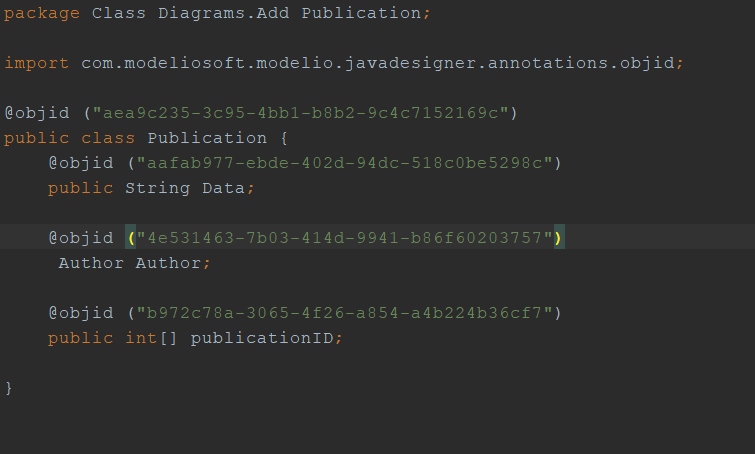 package Class Diagrams.Add Publication;
import com.modeliosoft.modelio.javadesigner.annotations.objid;
@objid ("aea9c235-3c95-4bb1-b8b2-9c4c7152169c")
public class Publication {
@objid ("aafab977-ebde-402d-94dc-518c0be5298c")
public String Data;
@objid ("4e531463-7b03-414d-9941-b86f60203757")
Author Author;
@objid ("b972c78a-3065-4f26-a854-a4b224b36cf7")
public int[] publicationID;
}